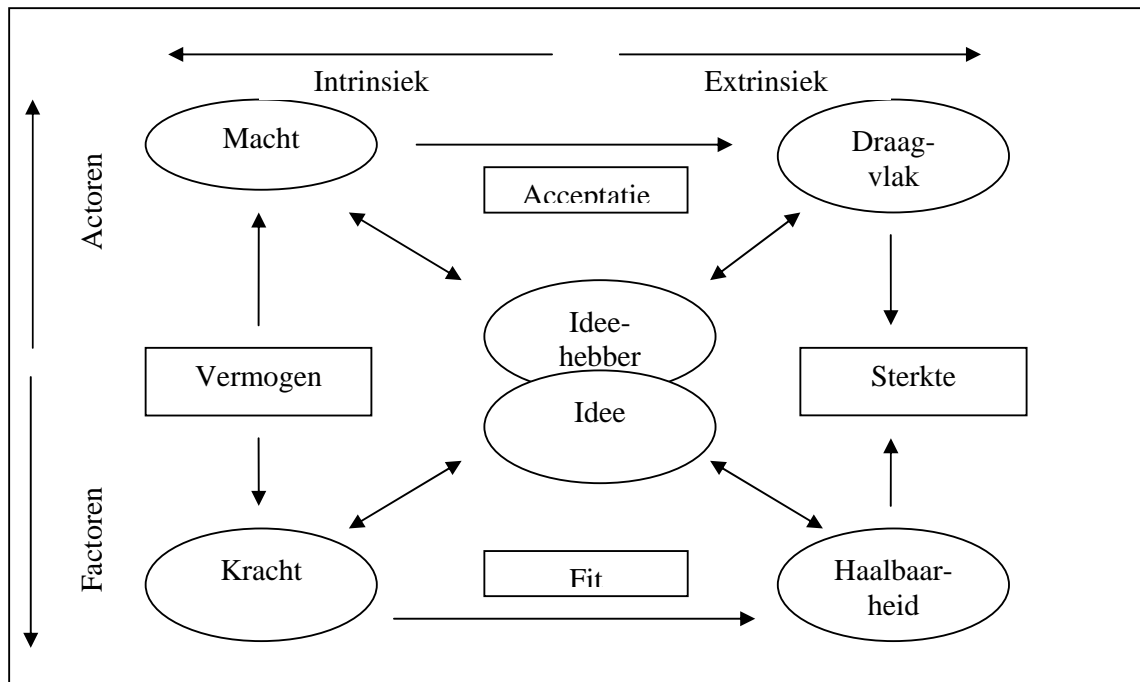 Intrinsiek Extrinsiek
Macht
Draag-
vlak
Acceptatie
Actoren
Idee-
hebber
Vermogen
Sterkte
Idee
Factoren
Kracht
Fit
Haalbaar-
heid